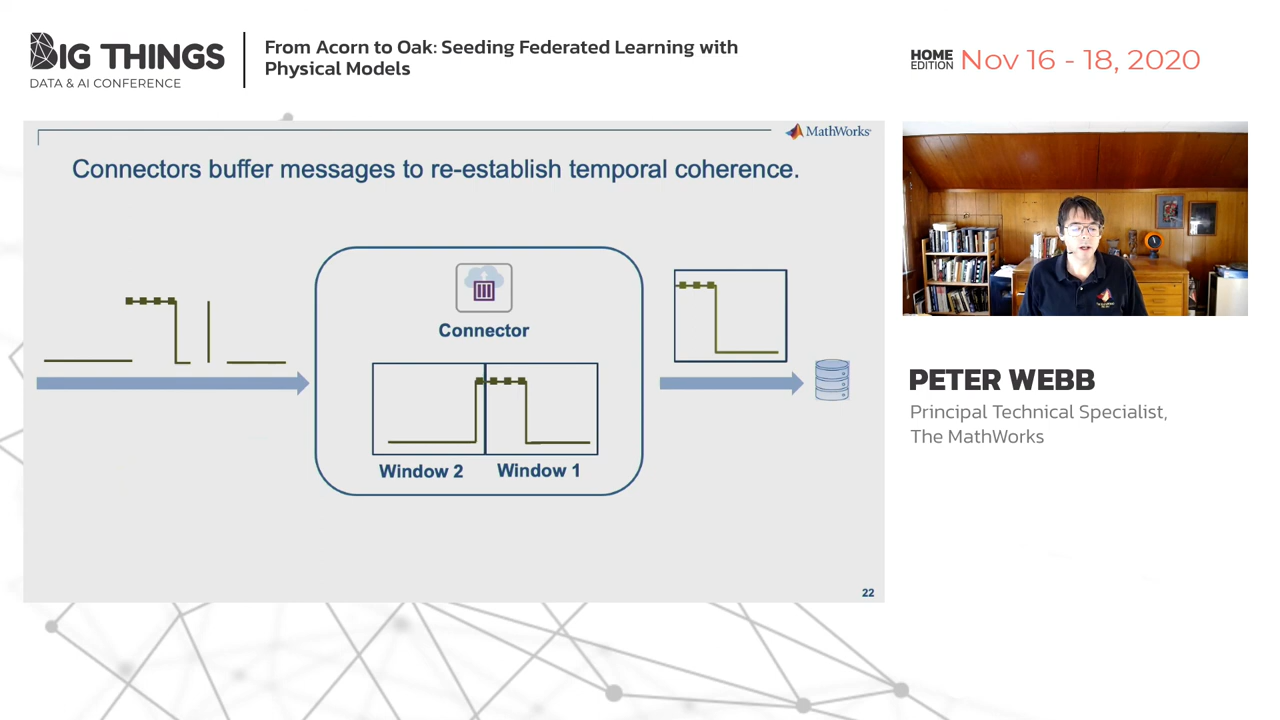 BIG THINGS
DATA & AI CONFERENCE
From Acorn to Oak: Seeding Federated Learning with
Physical Models
HOME
EDITION
Nov 16 - 18, 2020
MathWorks
Connectors buffer messages to re-establish temporal coherence.
Connector
Window 2
Window 1
22
PETER WEBB
Principal Technical Specialist,
The MathWorks